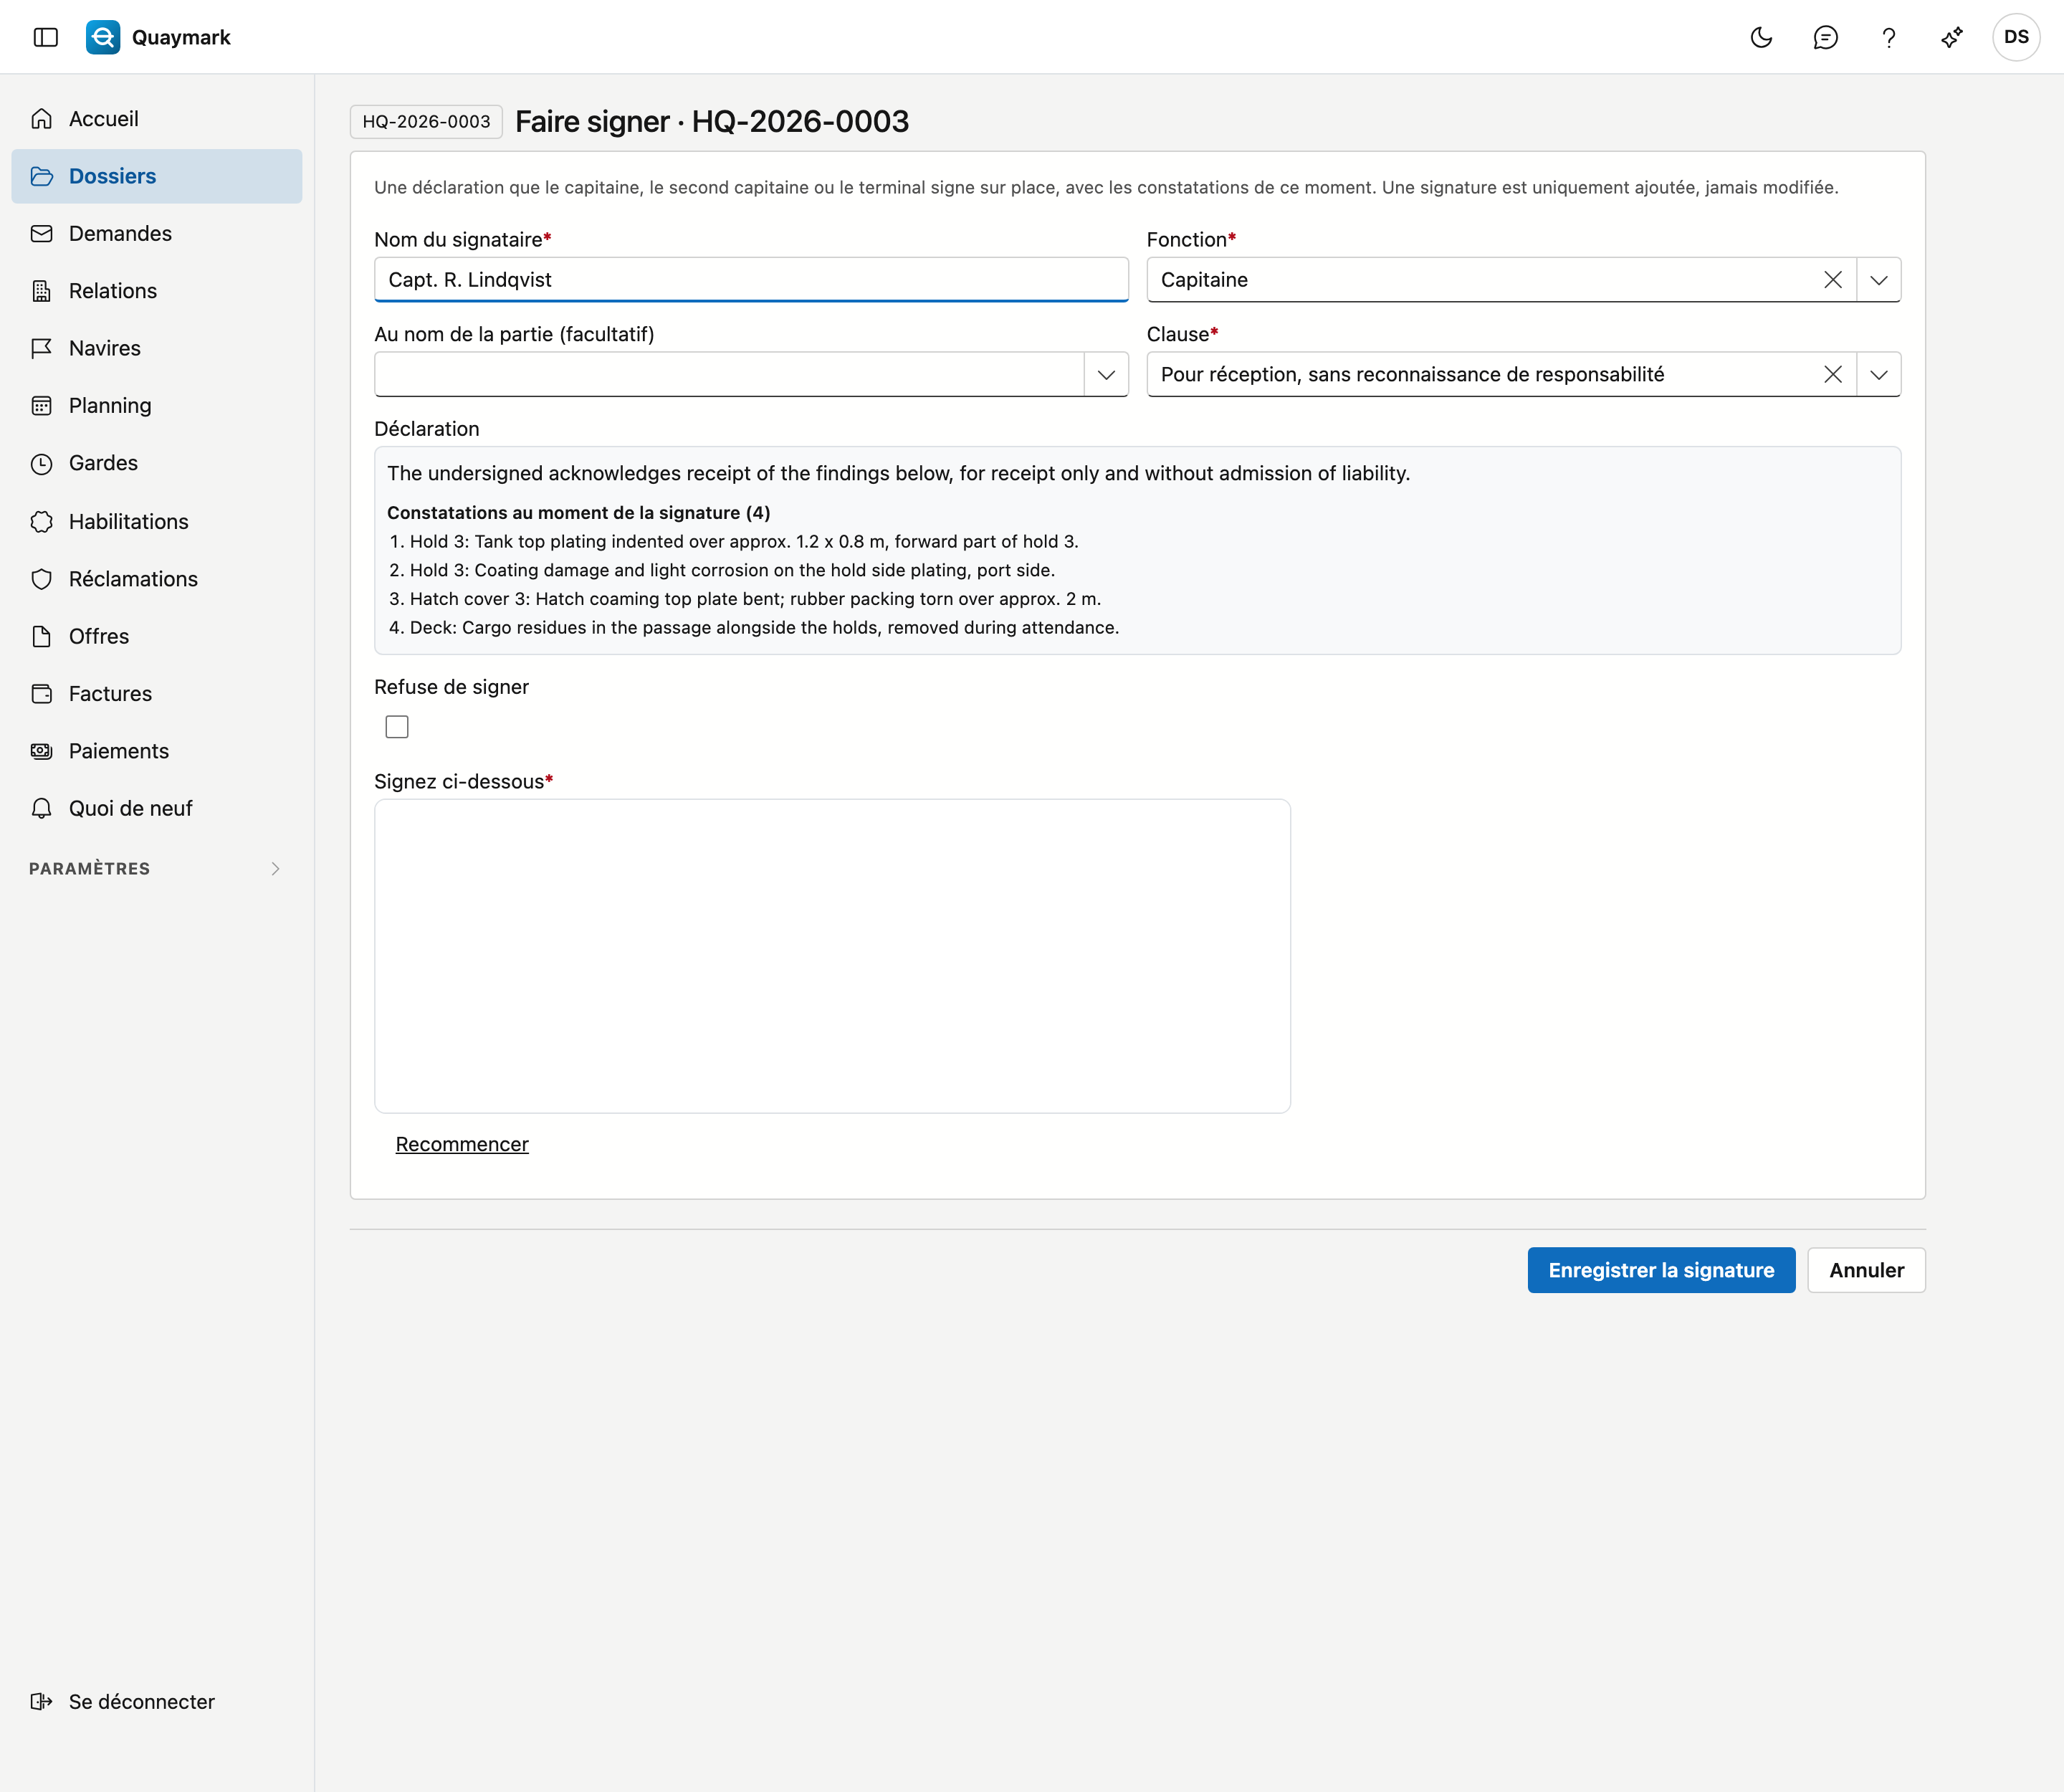 Quaymark
DS
Accueil
Dossiers
Demandes
Relations
Navires
Planning
Gardes
Habilitations
Réclamations
Offres
Factures
Paiements
Quoi de neuf
PARAMÈTRES
Se déconnecter
HQ-2026-0003 Faire signer · HQ-2026-0003
Une déclaration que le capitaine, le second capitaine ou le terminal signe sur place, avec les constatations de ce moment. Une signature est uniquement ajoutée, jamais modifiée.
Nom du signataire* Fonction*
Capt. R. Lindqvist Capitaine
Au nom de la partie (facultatif) Clause*
Pour réception, sans reconnaissance de responsabilité
Déclaration
The undersigned acknowledges receipt of the findings below, for receipt only and without admission of liability.
Constatations au moment de la signature (4)
1. Hold 3: Tank top plating indented over approx. 1.2 x 0.8 m, forward part of hold 3.
2. Hold 3: Coating damage and light corrosion on the hold side plating, port side.
3. Hatch cover 3: Hatch coaming top plate bent; rubber packing torn over approx. 2 m.
4. Deck: Cargo residues in the passage alongside the holds, removed during attendance.
Refuse de signer
Signez ci-dessous*
Recommencer
Enregistrer la signature Annuler